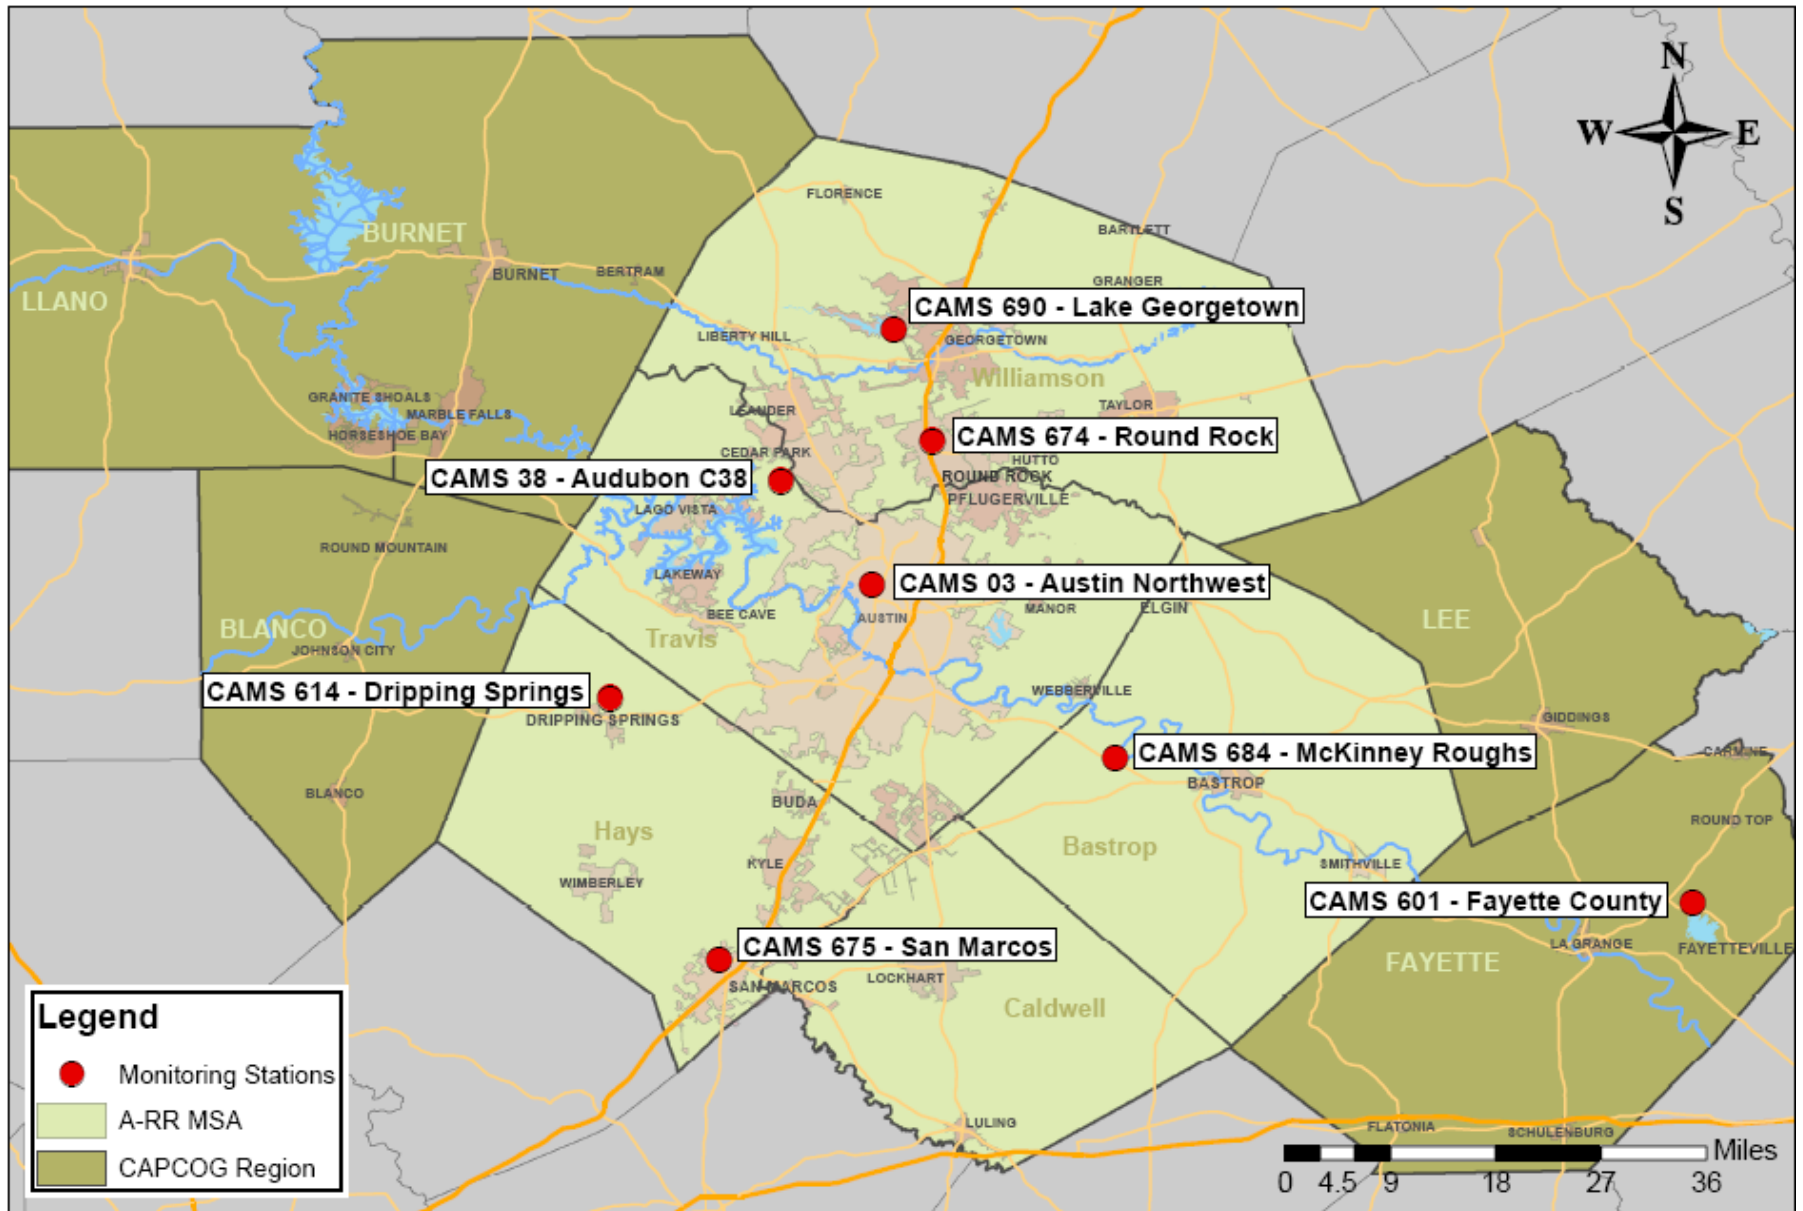 N
W E
S
FLORENCE
BARTLETT
BURNET
BURNET
BERTRAM
GRANGER
LLANO
CAMS 690 - Lake Georgetown
LIBERTY HILL
GEORGETOWN
Williamson
GRANITE SHOALS
MARBLE FALLS
LEANDER
TAYLOR
HORSESHOE BAY
CAMS 674 - Round Rock
CEDAR PARK
HUTTO
CAMS 38 - Audubon C38
ROUND ROCK
PFLUGERVILLE
LAGO VISTA
ROUND MOUNTAIN
LAKEWAY
CAMS 03 - Austin Northwest
BEE CAVE
MANOR
ELGIN
AUSTIN
LEE
BLANCO
Travis
JOHNSON CITY
CAMS 614 - Dripping Springs
WEBBERVILLE
DRIPPING SPRINGS
GIDDINGS
CAMS 684 - McKinney Roughs
CARMINE
BASTROP
BLANCO
BUDA
ROUND TOP
Hays
Bastrop
KYLE
SMITHVILLE
WIMBERLEY
CAMS 601 - Fayette County
CAMS 675 - San Marcos
LA GRANGE
FAYETTEVILLE
FAYETTE
SAN MARCOS
LOCKHART
Caldwell
LULING
FLATONIA
SCHULENBURG
Legend
Monitoring Stations
A-RR MSA
CAPCOG Region
Miles
0 4.5 9 18 27 36